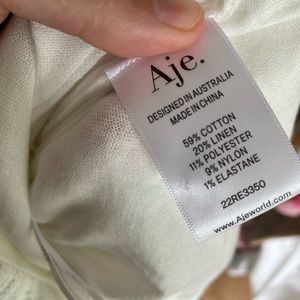 Aje.
DESIGNED IN AUSTRALIA
MADE IN CHINA
59% COTTON
20% LINEN
11% POLYESTER
9% NYLON
1% ELASTANE
22RE3350
www.Ajeworld.com